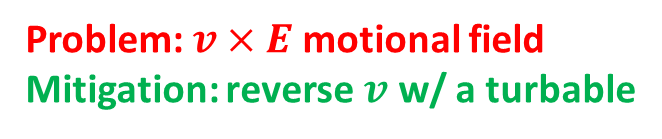 Problem: v × E motional field
Mitigation: reverse v w/ a turbable